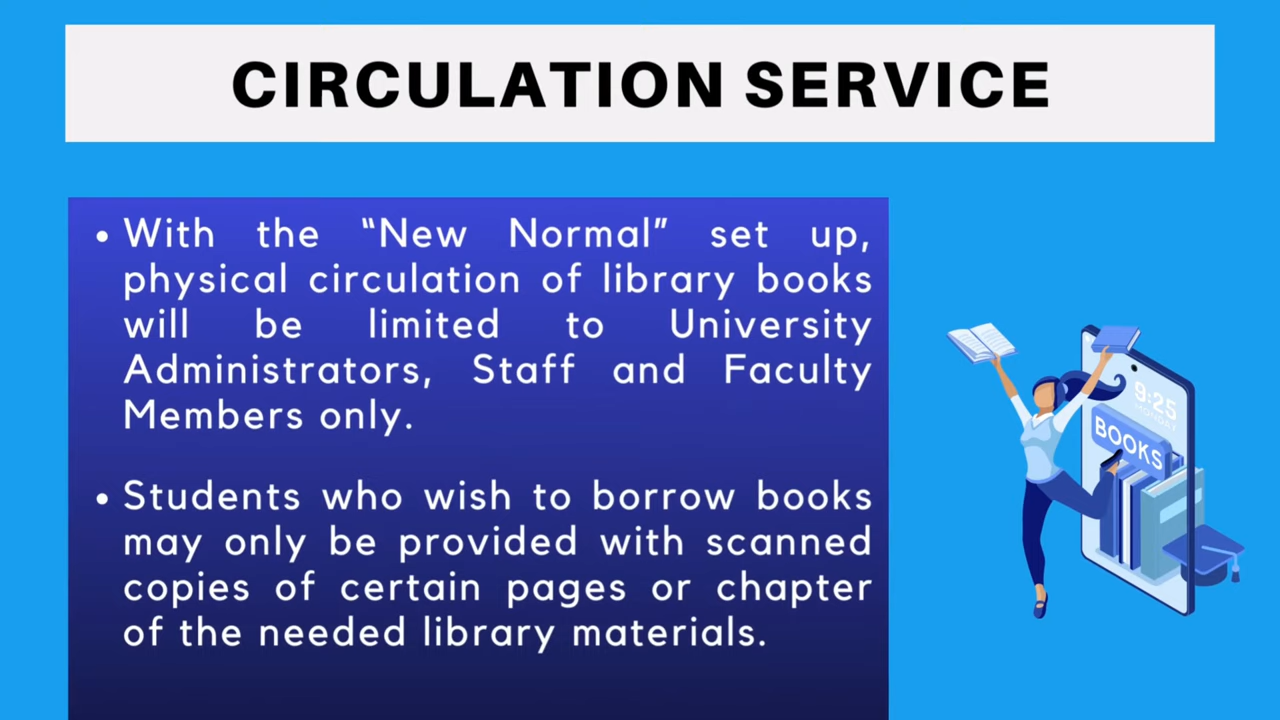 CIRCULATION SERVICE
• With the “New Normal” set up,
physical circulation of library books
will be limited to University
Administrators, Staff and Faculty
Members only.
• Students who wish to borrow books
may only be provided with scanned
copies of certain pages or chapter
of the needed library materials.
9:25
MONDAY
BOOKS